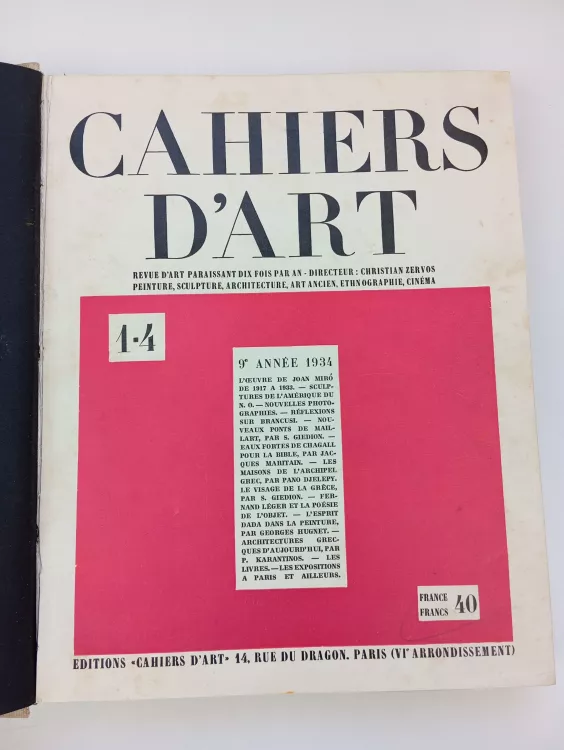 CAHIERS
D'ART
REVUE D'ART PARAISSANT DIX FOIS PAR AN - DIRECTEUR : CHRISTIAN ZERVOS
PEINTURE, SCULPTURE, ARCHITECTURE, ART ANCIEN, ETHNOGRAPHIE, CINÉMA
1-4
9e ANNÉE 1934
L'ŒUVRE DE JOAN MIRÓ
DE 1917 A 1933. — SCULP-
TURES DE L'AMÉRIQUE DU
N. O. — NOUVELLES PHOTO-
GRAPHIES. — RÉFLEXIONS
SUR BRANCUSI. — NOU-
VEAUX PONTS DE MAIL-
LART, PAR S. GIEDION. —
EAUX FORTES DE CHAGALL
POUR LA BIBLE, PAR JAC-
QUES MARITAIN. — LES
MAISONS DE L'ARCHIPEL
GREC, PAR PANO DJELEPY.
LE VISAGE DE LA GRÈCE,
PAR S. GIEDION. — FER-
NAND LÉGER ET LA POÉSIE
DE L'OBJET. — L'ESPRIT
DADA DANS LA PEINTURE,
PAR GEORGES HUGNET. —
ARCHITECTURES GREC-
QUES D'AUJOURD'HUI, PAR
P. KARANTINOS. — LES
LIVRES. — LES EXPOSITIONS
A PARIS ET AILLEURS.
FRANCE
FRANCS 40
EDITIONS «CAHIERS D'ART» 14, RUE DU DRAGON. PARIS (VIe ARRONDISSEMENT)